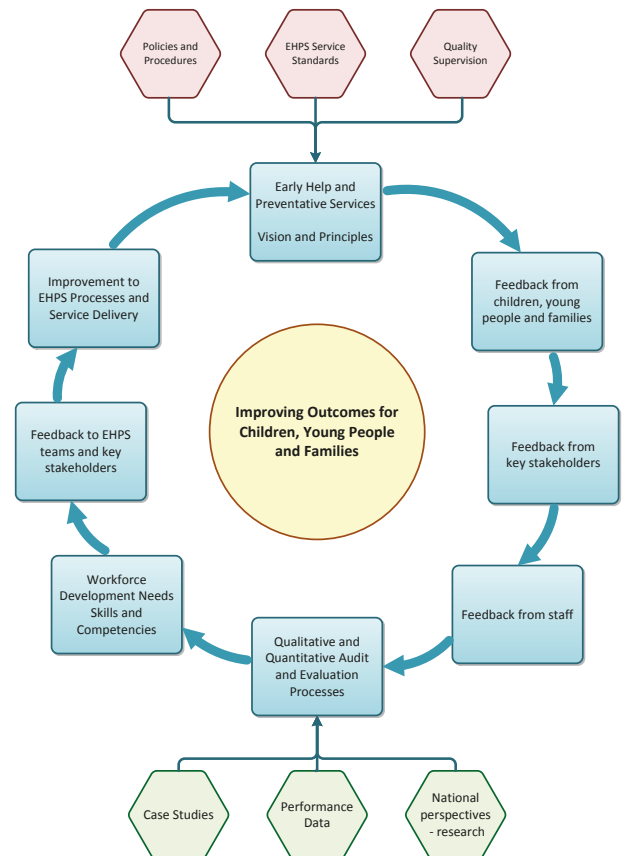 Policies and
Procedures
EHPS Service
Standards
Quality
Supervision
Early Help and
Preventative Services
Vision and Principles
Feedback from
children, young
people and families
Feedback from
key stakeholders
Feedback from staff
Qualitative and
Quantitative Audit
and Evaluation
Processes
Workforce
Development Needs
Skills and
Competencies
Feedback to EHPS
teams and key
stakeholders
Improvement to
EHPS Processes and
Service Delivery
Improving Outcomes for
Children, Young People
and Families
Case Studies
Performance
Data
National
perspectives
- research